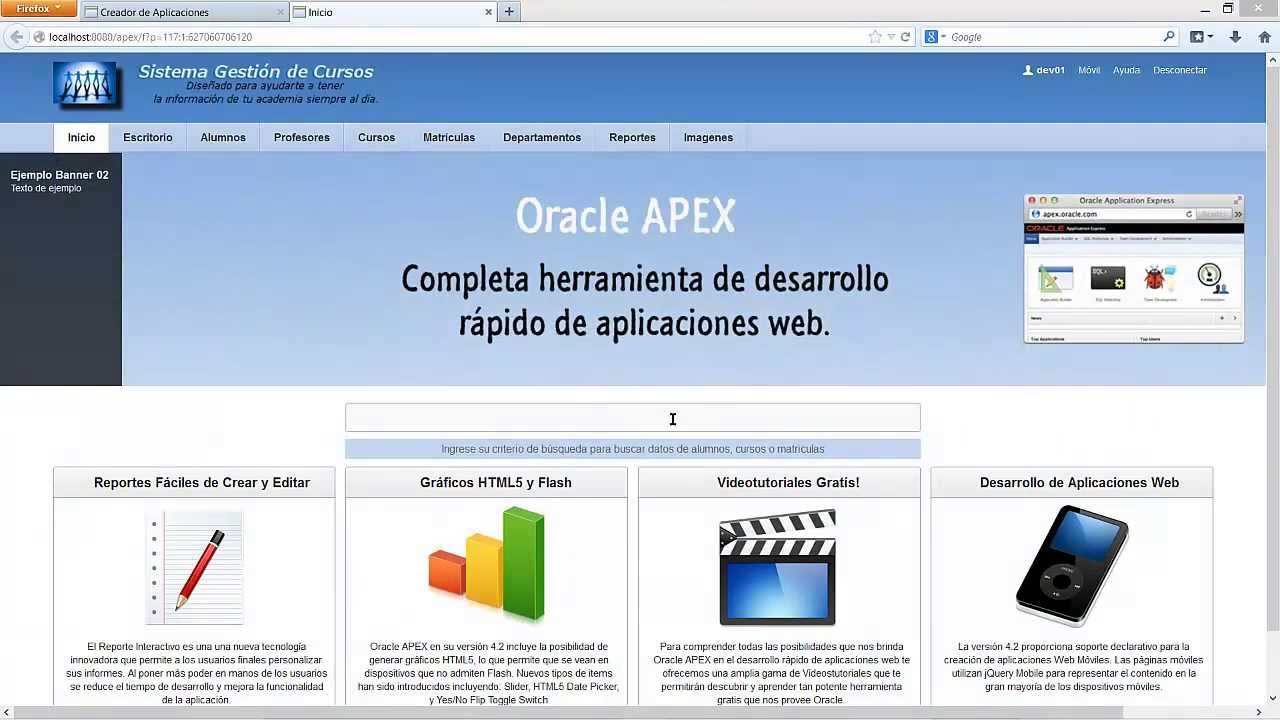 Firefox
Creador de Aplicaciones
Inicio
localhost:8080/apex/f?p=117:1:627060706120
Google
Sistema Gestión de Cursos
Diseñado para ayudarte a tener
la información de tu academia siempre al día.
dev01 Móvil Ayuda Desconectar
Inicio Escritorio Alumnos Profesores Cursos Matrículas Departamentos Reportes Imagenes
Ejemplo Banner 02
Texto de ejemplo
Oracle APEX
Completa herramienta de desarrollo
rápido de aplicaciones web.
Oracle Application Express
apex.oracle.com
ORACLE Application Express
Ingrese su criterio de búsqueda para buscar datos de alumnos, cursos o matriculas
Reportes Fáciles de Crear y Editar
El Reporte Interactivo es una una nueva tecnología
innovadora que permite a los usuarios finales personalizar
sus informes. Al poner más poder en manos de los usuarios
se reduce el tiempo de desarrollo y mejora la funcionalidad
de la aplicación.
Gráficos HTML5 y Flash
Oracle APEX en su versión 4.2 incluye la posibilidad de
generar gráficos HTML5, lo que permite que se vean en
dispositivos que no admiten Flash. Nuevos tipos de items
han sido introducidos incluyendo: Slider, HTML5 Date Picker,
y Yes/No Flip Toggle Switch
Videotutoriales Gratis!
Para comprender todas las posibilidades que nos brinda
Oracle APEX en el desarrollo rápido de aplicaciones web te
ofrecemos una amplia gama de Videostutoriales que te
permitirán descubrir y aprender tan potente herramienta
gratis que nos provee Oracle.
Desarrollo de Aplicaciones Web
La versión 4.2 proporciona soporte declarativo para la
creación de aplicaciones Web Móviles. Las páginas móviles
utilizan jQuery Mobile para representar el contenido en la
gran mayoría de los dispositivos móviles.